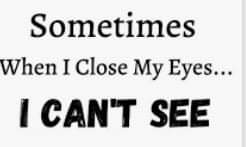 Sometimes
When I Close My Eyes...
I CAN'T SEE